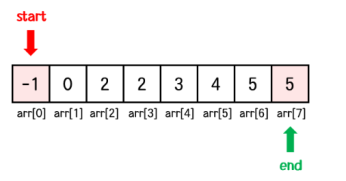 start
-1 0 2 2 3 4 5 5
arr[0] arr[1] arr[2] arr[3] arr[4] arr[5] arr[6] arr[7]
end